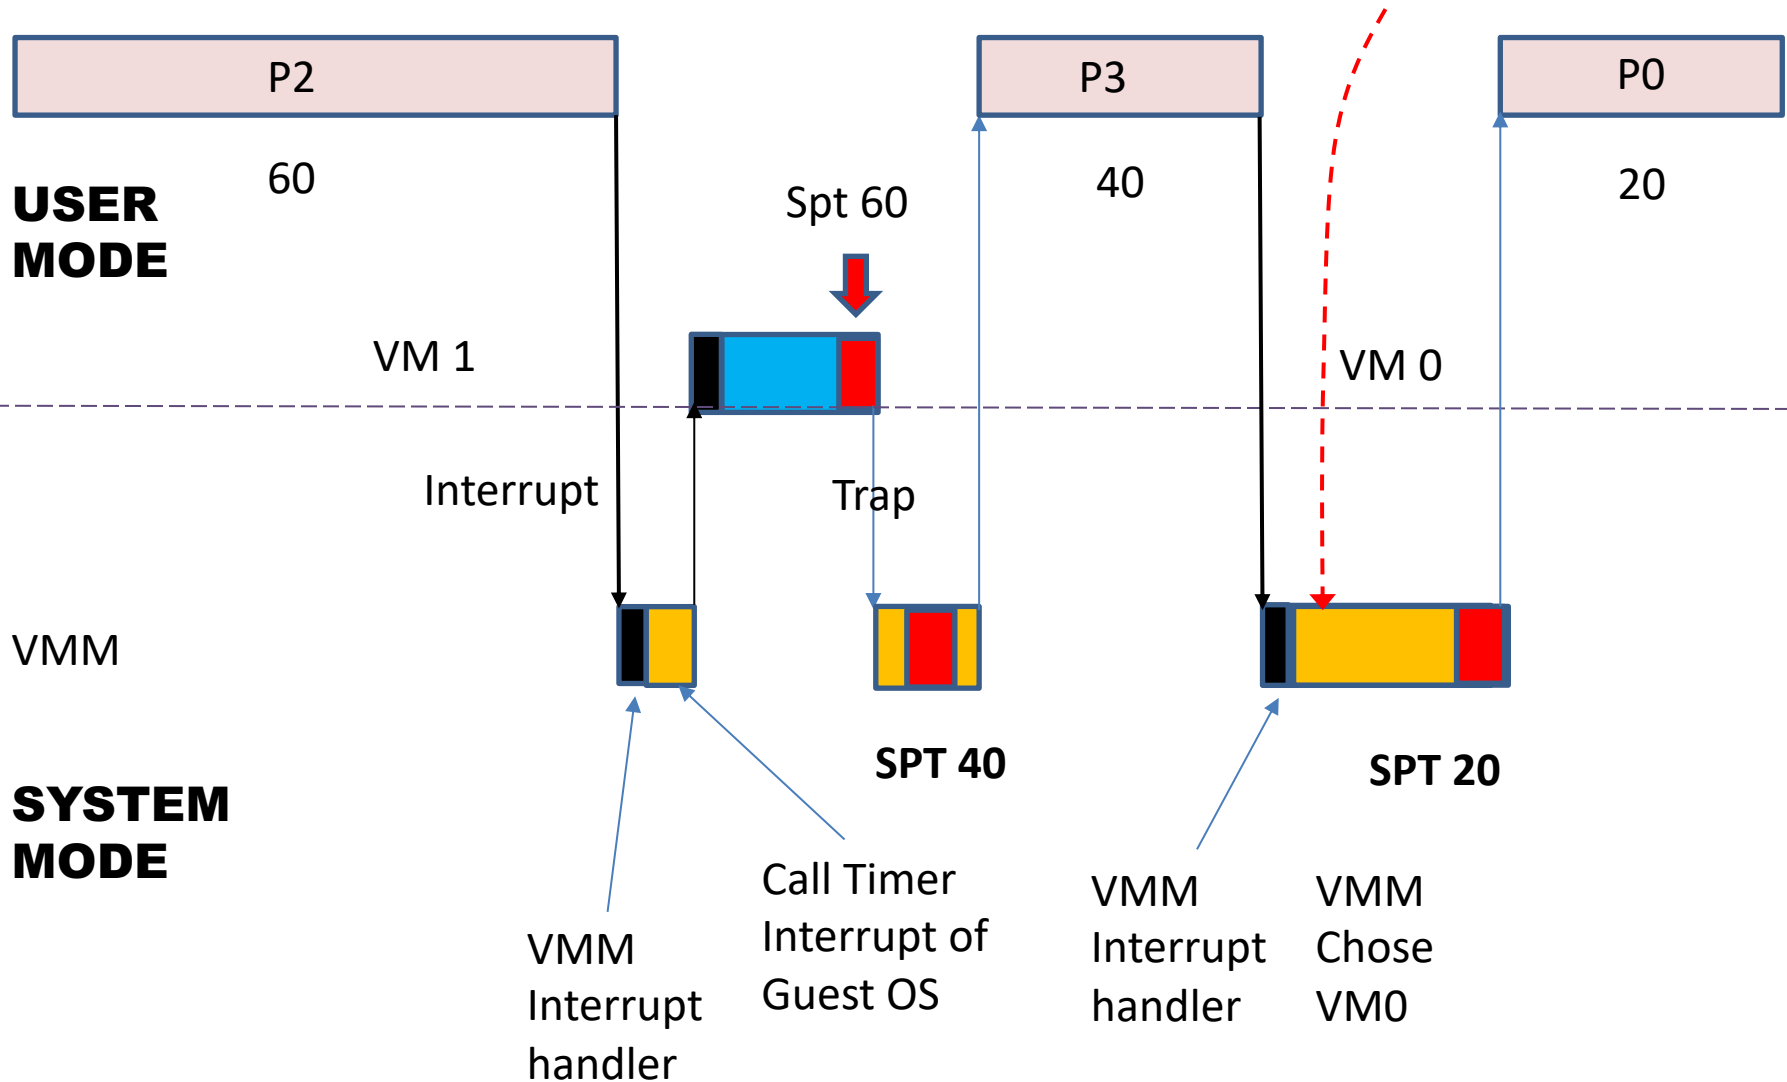 P2
P3
P0
60
40
20
USER
MODE
Spt 60
VM 1
VM 0
Interrupt
Trap
VMM
SPT 40
SPT 20
SYSTEM
MODE
VMM
Interrupt
handler
Call Timer
Interrupt of
Guest OS
VMM
Interrupt
handler
VMM
Chose
VM0